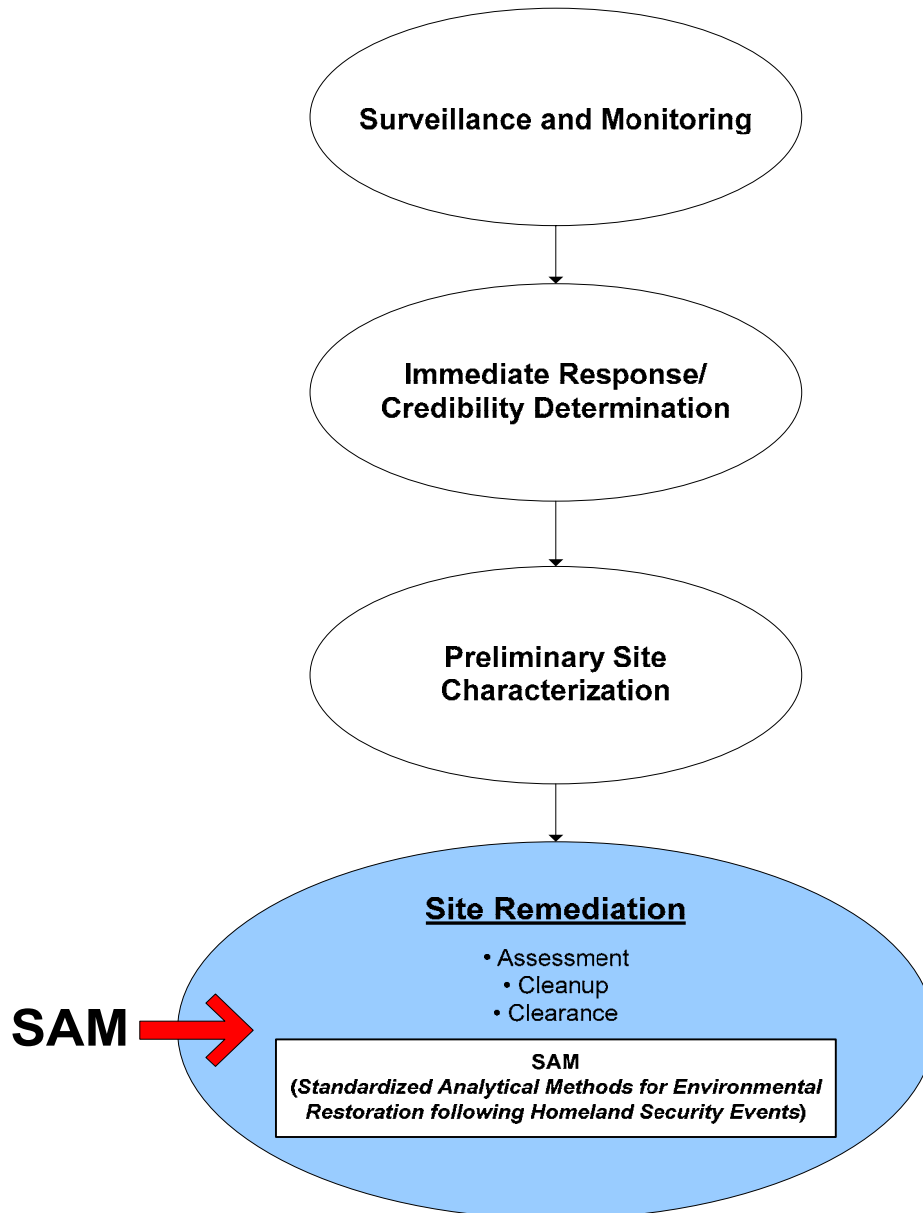 Surveillance and Monitoring
Immediate Response/
Credibility Determination
Preliminary Site
Characterization
Site Remediation
• Assessment
• Cleanup
• Clearance
SAM
SAM
(Standardized Analytical Methods for Environmental
Restoration following Homeland Security Events)